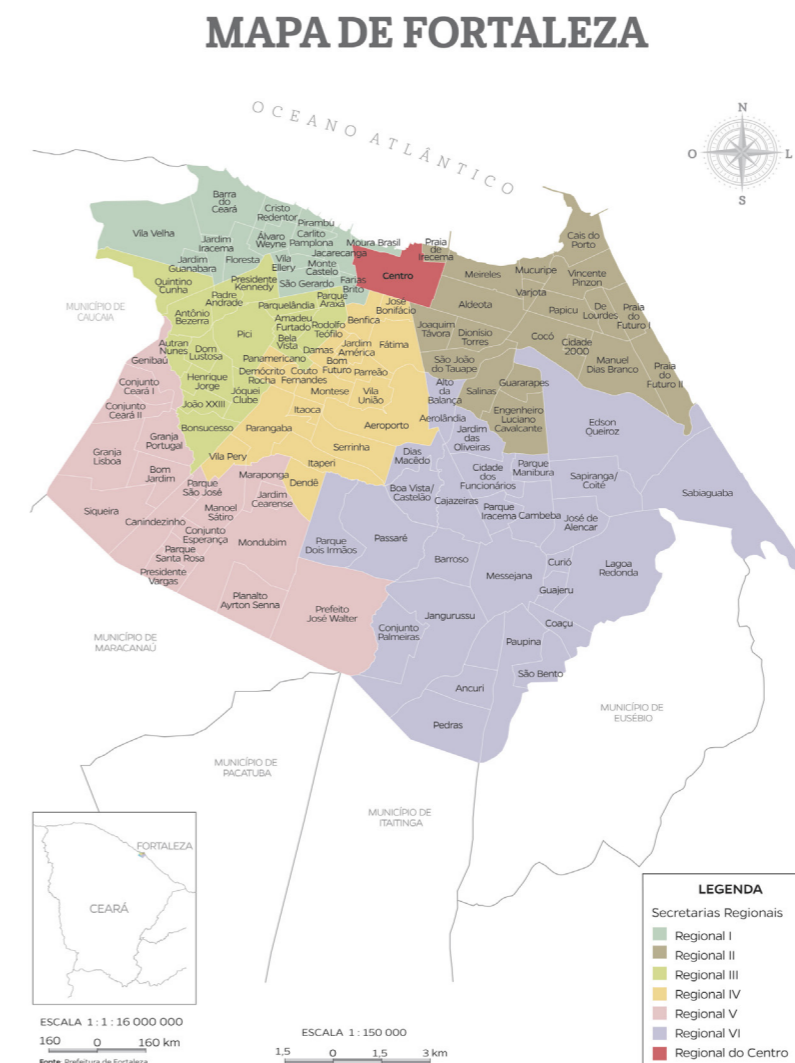 MAPA DE FORTALEZA
OCEANO ATLÂNTICO
N
O
L
S
Barra
do
Ceará
Cristo
Redentor
Pirambu
Vila Velha
Jardim
Iracema
Álvaro
Weyne
Carlito
Pamplona
Moura Brasil
Praia
de
Irecema
Cais do
Porto
Jacarecanga
Jardim
Guanabara
Floresta
Vila
Ellery
Monte
Castelo
Centro
Meireles
Mucuripe
Vincente
Pinzon
Quintino
Cunha
Presidente
Kennedy
São Gerardo
Farias
Brito
Varjota
MUNICÍPIO DE
CAUCAIA
Padre
Andrade
Parque
Araxá
José
Bonifácio
Aldeota
Papicu
De
Lourdes
Praia
do
Futuro I
Antônio
Bezerra
Parquelândia
Amadeu
Furtado
Rodolfo
Teófilo
Benfica
Joaquim
Távora
Dionísio
Torres
Pici
Bela
Vista
Jardim
América
Fátima
Cocó
Cidade
2000
Autran
Nunes
Dom
Lustosa
Damas
Genibaú
Panamericano
Bom
Futuro
Parreão
São João
do Tauape
Manuel
Dias Branco
Praia
do
Futuro II
Demócrito
Rocha
Couto
Fernandes
Conjunto
Ceará I
Henrique
Jorge
Jóquei
Clube
Montese
Vila
União
Alto
da
Balança
Salinas
Guararapes
Conjunto
Ceará II
João XXIII
Itaoca
Aerolândia
Engenheiro
Luciano
Cavalcante
Edson
Queiroz
Bonsucesso
Parangaba
Aeroporto
Jardim
das
Oliveiras
Granja
Portugal
Granja
Lisboa
Vila Pery
Serrinha
Dias
Macêdo
Bom
Jardim
Itaperi
Parque
Manibura
Cidade
dos
Funcionários
Sapiranga/
Coité
Parque
São José
Maraponga
Dendê
Boa Vista/
Castelão
Sabiaguaba
Jardim
Cearense
Cajazeiras
Siqueira
Manoel
Sátiro
Parque
Iracema
Cambeba
José de
Alencar
Canindezinho
Conjunto
Esperança
Mondubim
Parque
Dois Irmãos
Passaré
Parque
Santa Rosa
Barroso
Curió
Lagoa
Redonda
Presidente
Vargas
Messejana
Guajeru
Planalto
Ayrton Senna
Prefeito
José Walter
Jangurussu
Coaçu
Conjunto
Palmeiras
Paupina
MUNICÍPIO DE
MARACANAÚ
São Bento
Ancuri
MUNICÍPIO DE
EUSÉBIO
Pedras
MUNICÍPIO DE
PACATUBA
MUNICÍPIO DE
ITAITINGA
FORTALEZA
CEARÁ
ESCALA 1 : 1 : 16 000 000
160 0 160 km
Fonte: Prefeitura de Fortaleza
ESCALA 1 : 150 000
1,5 0 1,5 3 km
LEGENDA
Secretarias Regionais
Regional I
Regional II
Regional III
Regional IV
Regional V
Regional VI
Regional do Centro